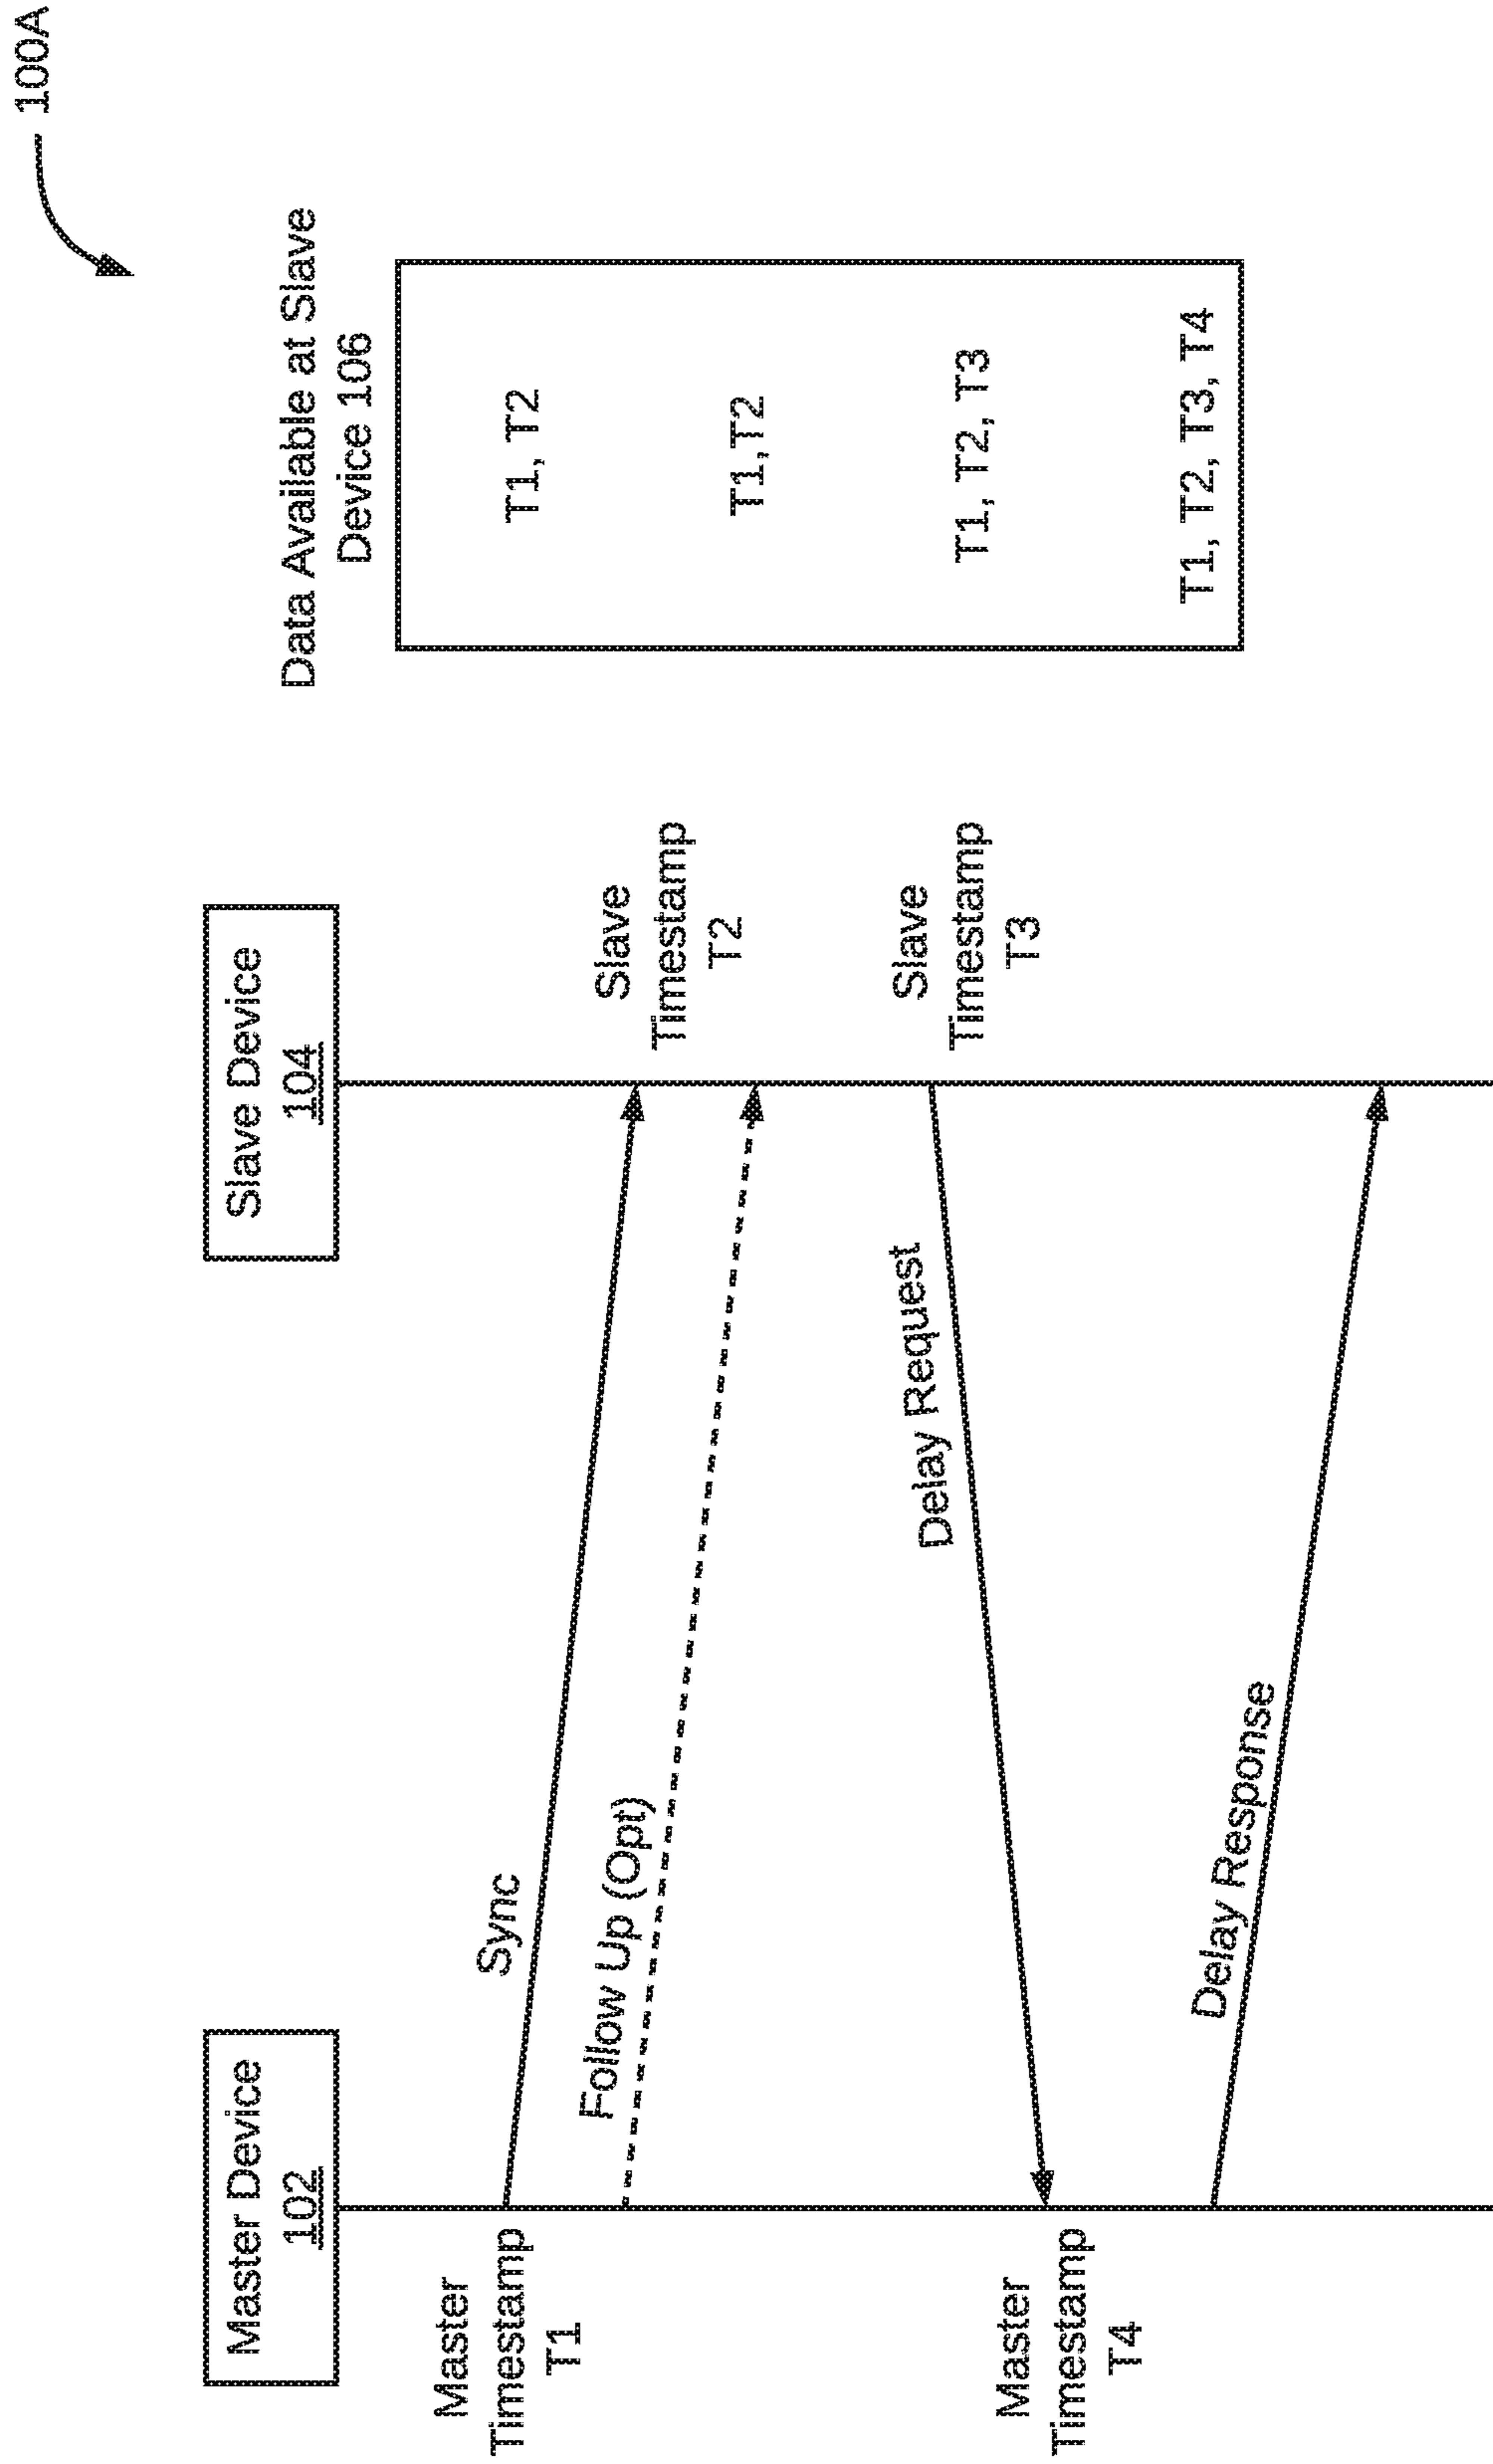 100A
Master Device
102
Slave Device
104
Data Available at Slave
Device 106
Master
Timestamp
T1
Sync
Follow Up (Opt)
Slave
Timestamp
T2
T1, T2
T1,T2
Delay Request
Slave
Timestamp
T3
T1, T2, T3
Master
Timestamp
T4
Delay Response
T1, T2, T3, T4